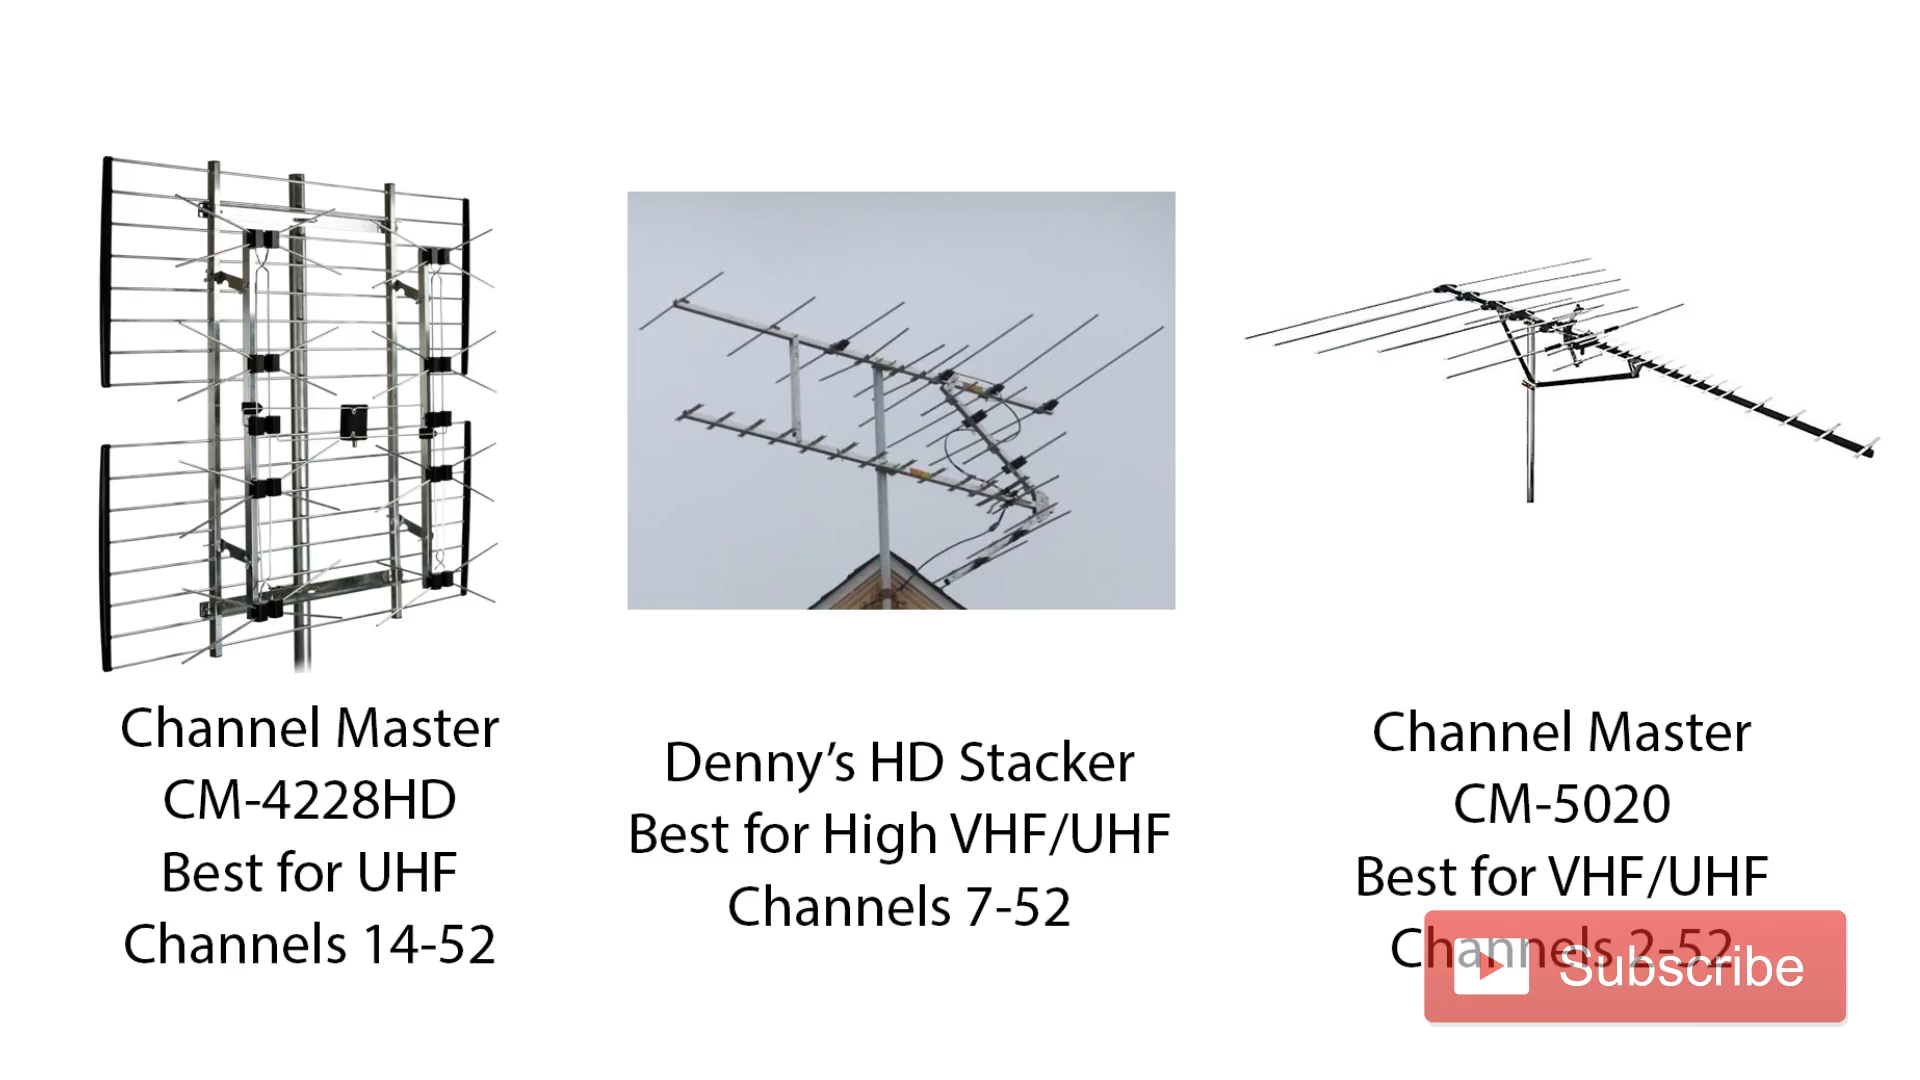 Channel Master
CM-4228HD
Best for UHF
Channels 14-52
Denny’s HD Stacker
Best for High VHF/UHF
Channels 7-52
Channel Master
CM-5020
Best for VHF/UHF
Channels 2-52
Subscribe